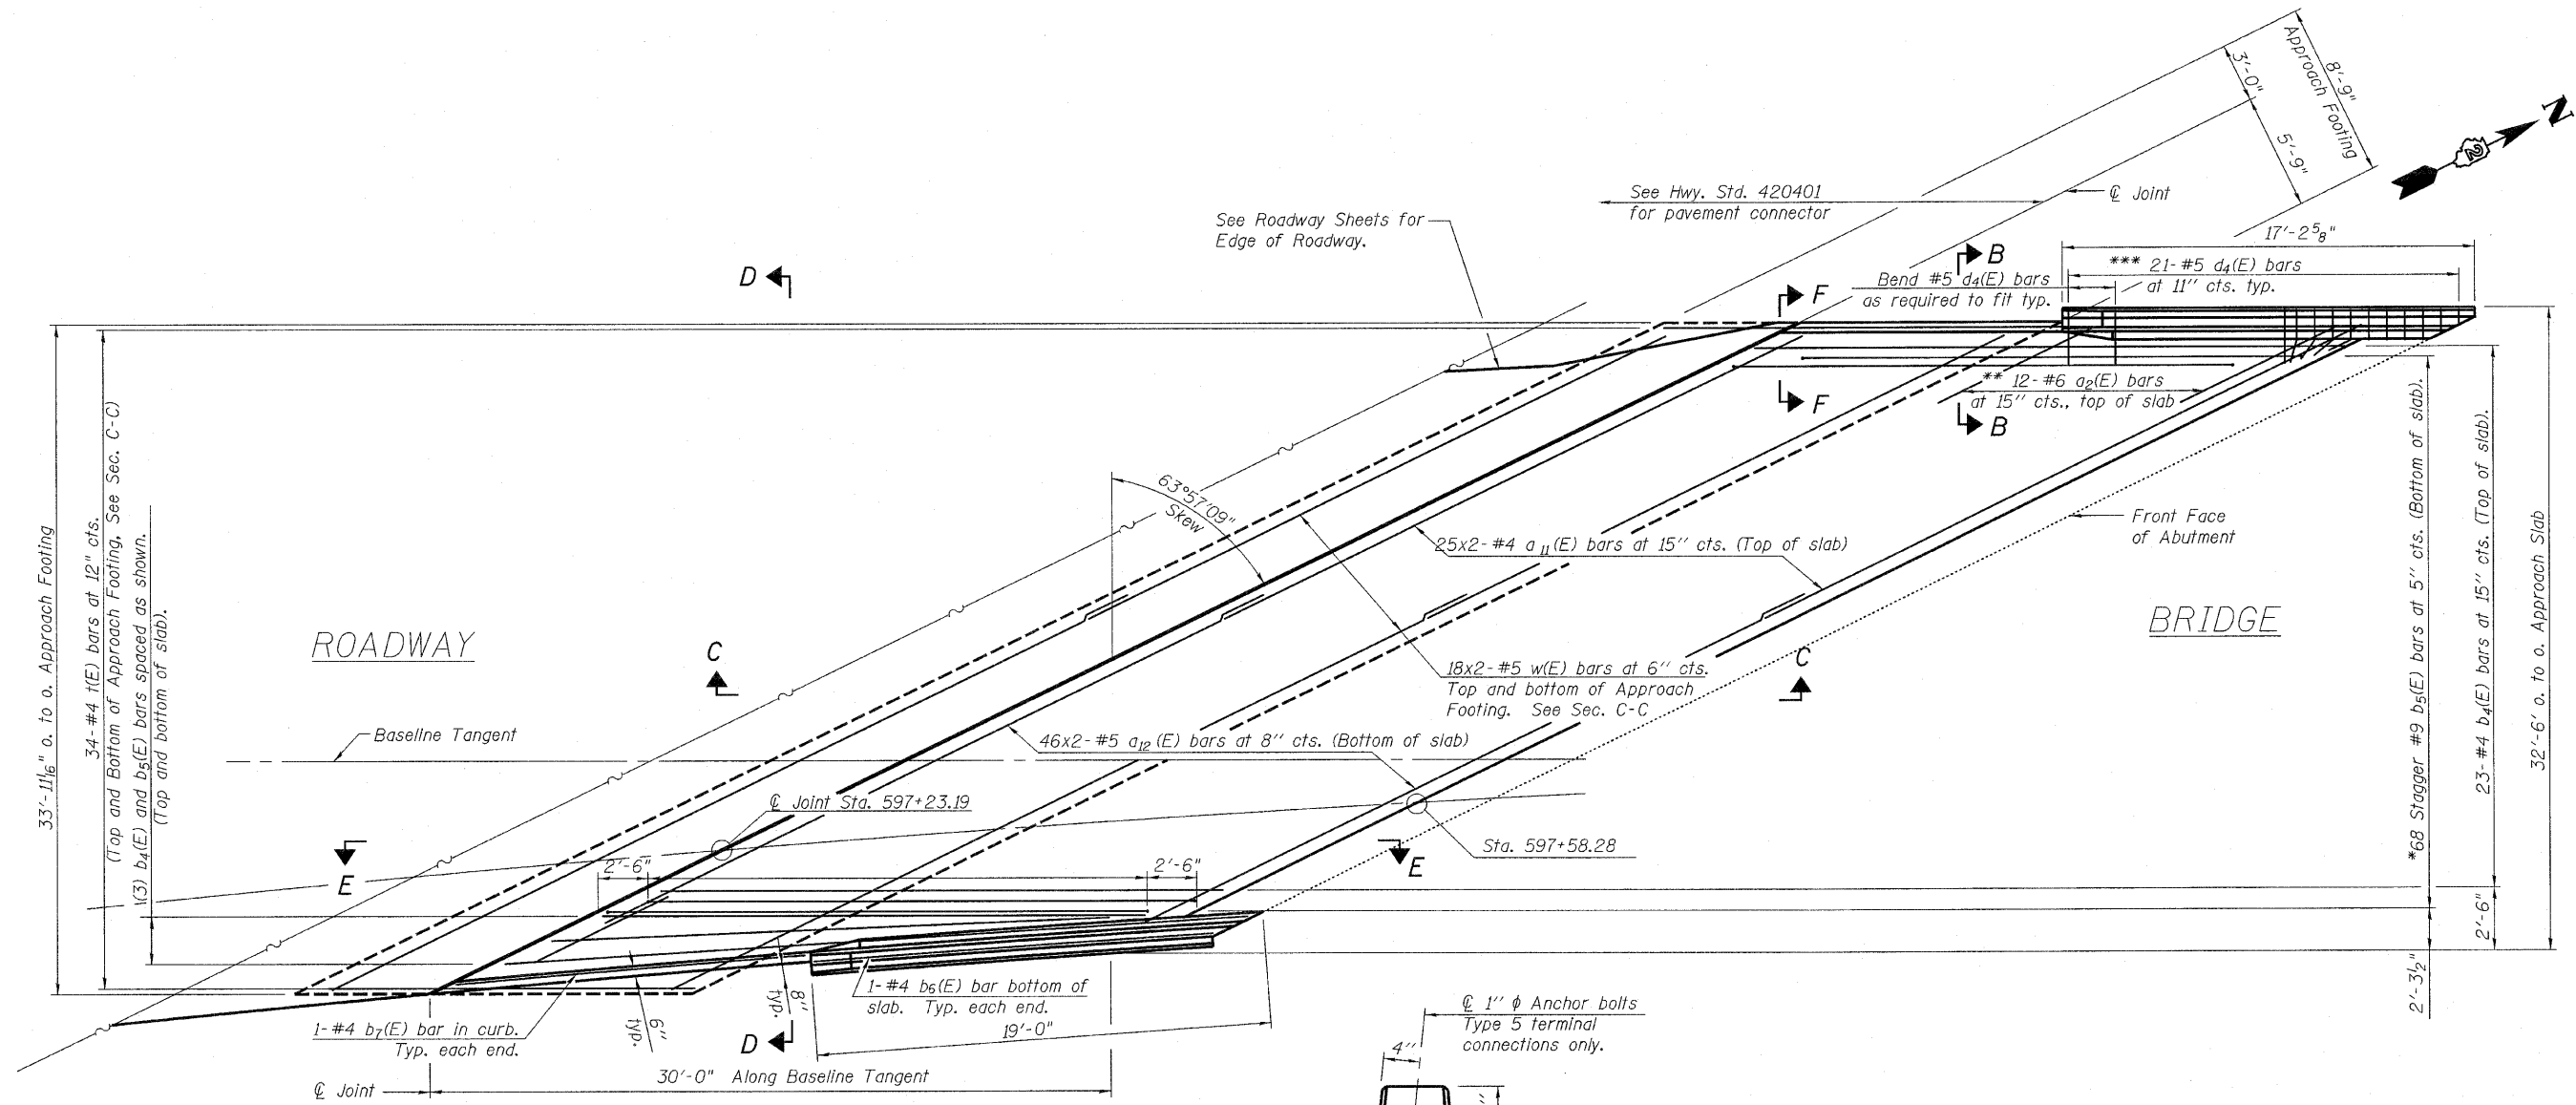 Approach Footing
8'-9"
3'-0"
5'-9"
N
2
See Hwy. Std. 420401
for pavement connector
℄ Joint
See Roadway Sheets for
Edge of Roadway.
17'-2⅝"
*** 21-#5 d4(E) bars
at 11" cts. typ.
Bend #5 d4(E) bars
as required to fit typ.
D
B
F
** 12-#6 a2(E) bars
at 15" cts., top of slab
F
B
63°57'09"
Skew
25x2-#4 a11(E) bars at 15" cts. (Top of slab)
Front Face
of Abutment
ROADWAY
BRIDGE
C
C
18x2-#5 w(E) bars at 6" cts.
Top and bottom of Approach
Footing. See Sec. C-C
Baseline Tangent
46x2-#5 a12(E) bars at 8" cts. (Bottom of slab)
℄ Joint Sta. 597+23.19
Sta. 597+58.28
E
E
2'-6"
2'-6"
33'-11 1/16" o. to o. Approach Footing
34-#4 t(E) bars at 12" cts.
(Top and Bottom of Approach Footing, See Sec. C-C)
(3) b4(E) and b5(E) bars spaced as shown.
(Top and bottom of slab).
*68 Stagger #9 b5(E) bars at 5" cts. (Bottom of slab).
23-#4 b4(E) bars at 15" cts. (Top of slab).
32'-6' o. to o. Approach Slab
2'-6"
2'-3½"
1-#4 b6(E) bar bottom of
slab. Typ. each end.
8"
typ.
6"
typ.
1-#4 b7(E) bar in curb.
Typ. each end.
D
19'-0"
℄ 1" φ Anchor bolts
Type 5 terminal
connections only.
4"
30'-0" Along Baseline Tangent
℄ Joint